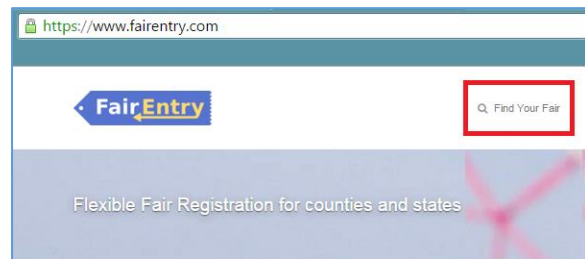 https://www.fairentry.com
FairEntry
Find Your Fair
Flexible Fair Registration for counties and states